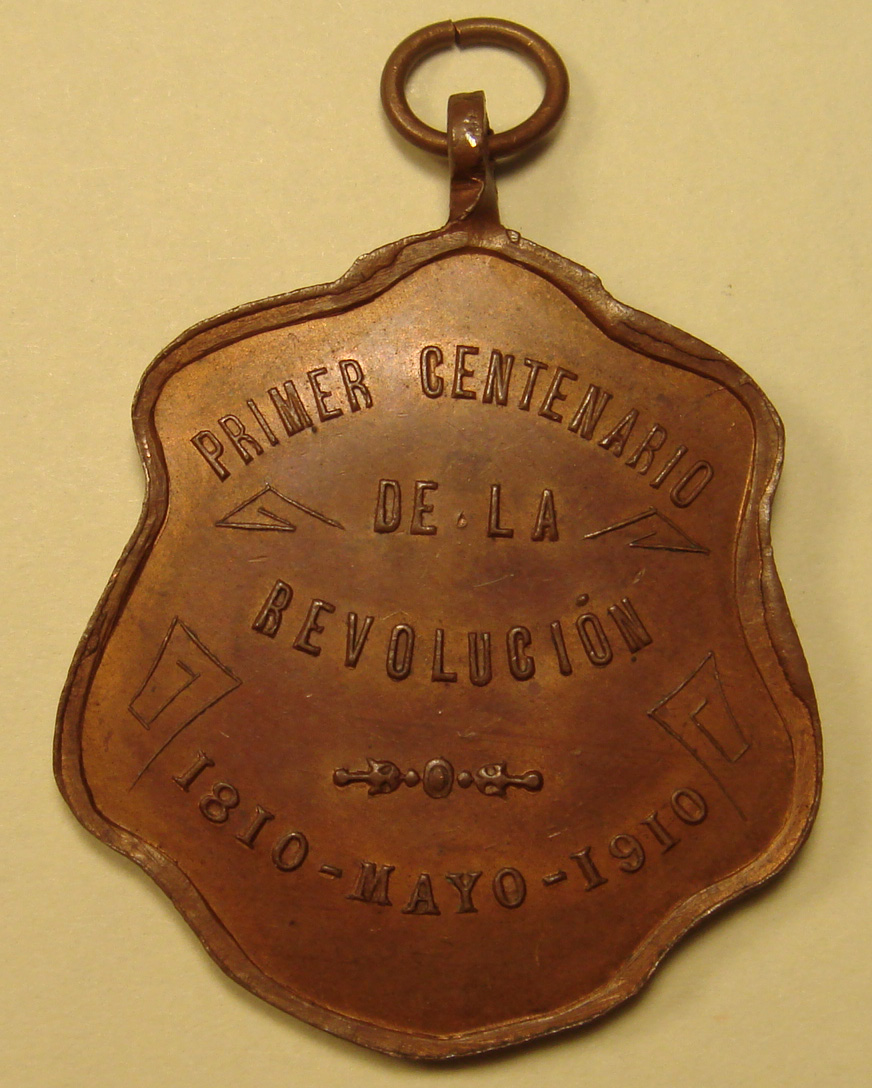 PRIMER CENTENARIO
DE · LA
REVOLUCIÓN
1810 - MAYO - 1910